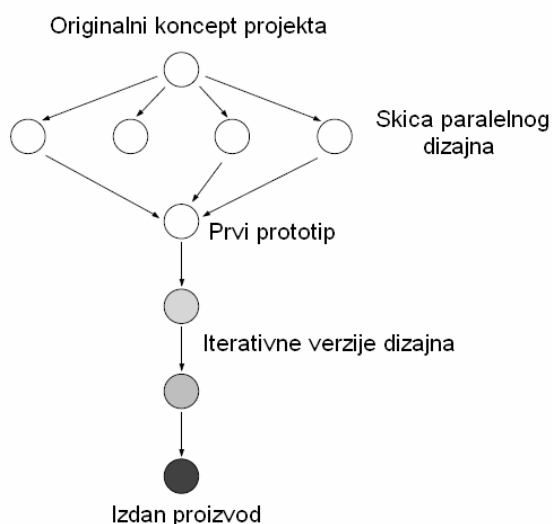 Originalni koncept projekta
Skica paralelnog
dizajna
Prvi prototip
Iterativne verzije dizajna
Izdan proizvod